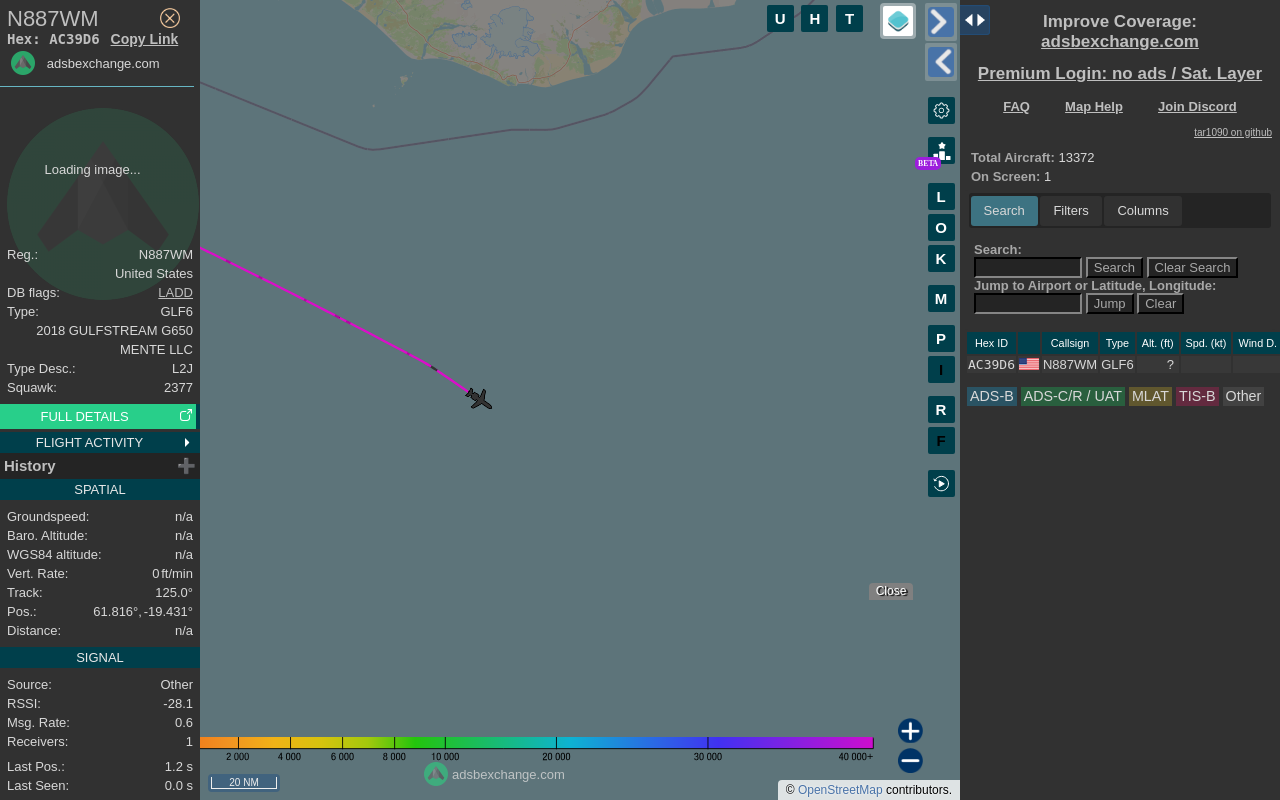 N887WM
Hex: AC39D6 Copy Link
adsbexchange.com
Loading image...
Reg.: N887WM
United States
DB flags: LADD
Type: GLF6
2018 GULFSTREAM G650
MENTE LLC
Type Desc.: L2J
Squawk: 2377
FULL DETAILS
FLIGHT ACTIVITY
History
SPATIAL
Groundspeed: n/a
Baro. Altitude: n/a
WGS84 altitude: n/a
Vert. Rate: 0 ft/min
Track: 125.0°
Pos.: 61.816°, -19.431°
Distance: n/a
SIGNAL
Source: Other
RSSI: -28.1
Msg. Rate: 0.6
Receivers: 1
Last Pos.: 1.2 s
Last Seen: 0.0 s
U H T
BETA
L
O
K
M
P
I
R
F
Close
2 000 4 000 6 000 8 000 10 000 20 000 30 000 40 000+
adsbexchange.com
20 NM
© OpenStreetMap contributors.
Improve Coverage:
adsbexchange.com
Premium Login: no ads / Sat. Layer
FAQ Map Help Join Discord
tar1090 on github
Total Aircraft: 13372
On Screen: 1
Search Filters Columns
Search:
Search Clear Search
Jump to Airport or Latitude, Longitude:
Jump Clear
Hex ID Callsign Type Alt. (ft) Spd. (kt) Wind D.
AC39D6 N887WM GLF6 ?
ADS-B ADS-C/R / UAT MLAT TIS-B Other